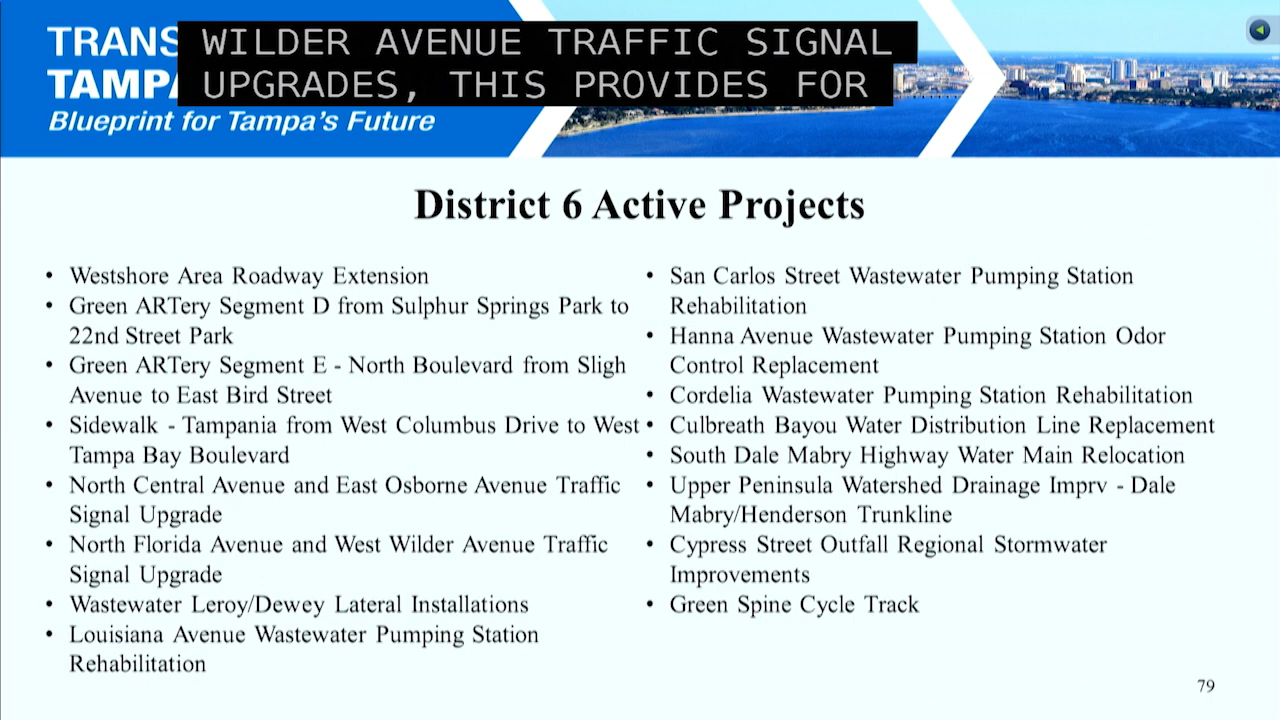 TRANS
TAMPA
WILDER AVENUE TRAFFIC SIGNAL
UPGRADES, THIS PROVIDES FOR
Blueprint for Tampa's Future
District 6 Active Projects
• Westshore Area Roadway Extension
• Green ARTery Segment D from Sulphur Springs Park to
22nd Street Park
• Green ARTery Segment E - North Boulevard from Sligh
Avenue to East Bird Street
• Sidewalk - Tampania from West Columbus Drive to West
Tampa Bay Boulevard
• North Central Avenue and East Osborne Avenue Traffic
Signal Upgrade
• North Florida Avenue and West Wilder Avenue Traffic
Signal Upgrade
• Wastewater Leroy/Dewey Lateral Installations
• Louisiana Avenue Wastewater Pumping Station
Rehabilitation
• San Carlos Street Wastewater Pumping Station
Rehabilitation
• Hanna Avenue Wastewater Pumping Station Odor
Control Replacement
• Cordelia Wastewater Pumping Station Rehabilitation
• Culbreath Bayou Water Distribution Line Replacement
• South Dale Mabry Highway Water Main Relocation
• Upper Peninsula Watershed Drainage Imprv - Dale
Mabry/Henderson Trunkline
• Cypress Street Outfall Regional Stormwater
Improvements
• Green Spine Cycle Track
79